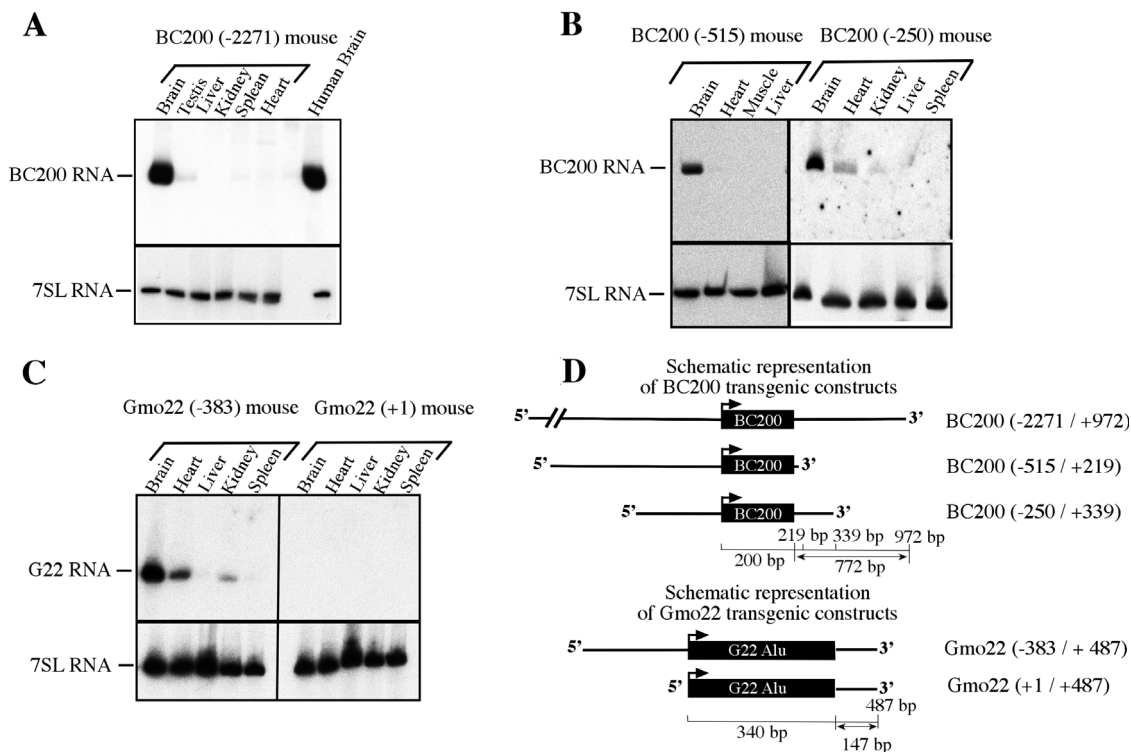 A
BC200 (-2271) mouse
Brain
Testis
Liver
Kidney
Splean
Heart
Human Brain
BC200 RNA
7SL RNA
B
BC200 (-515) mouse
BC200 (-250) mouse
Brain
Heart
Muscle
Liver
Brain
Heart
Kidney
Liver
Spleen
BC200 RNA
7SL RNA
C
Gmo22 (-383) mouse
Gmo22 (+1) mouse
Brain
Heart
Liver
Kidney
Spleen
Brain
Heart
Liver
Kidney
Spleen
G22 RNA
7SL RNA
D
Schematic representation
of BC200 transgenic constructs
5’ BC200 3’ BC200 (-2271 / +972)
5’ BC200 3’ BC200 (-515 / +219)
5’ BC200 3’ BC200 (-250 / +339)
219 bp 339 bp 972 bp
200 bp 772 bp
Schematic representation
of Gmo22 transgenic constructs
5’ G22 Alu 3’ Gmo22 (-383 / + 487)
5’ G22 Alu 3’ Gmo22 (+1 / +487)
487 bp
340 bp 147 bp